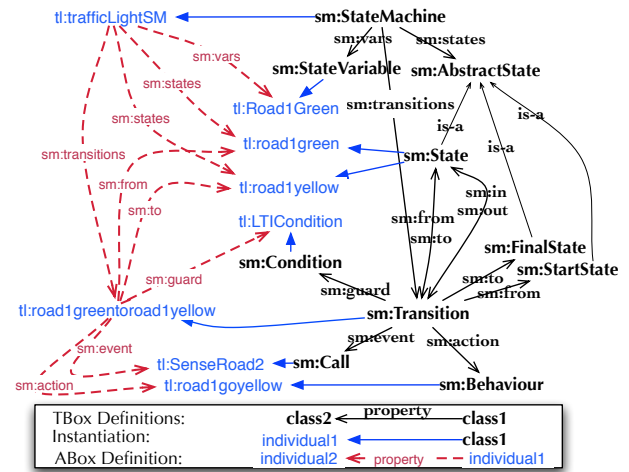 tl:trafficLightSM
sm:StateMachine
sm:vars
sm:states
sm:vars
sm:StateVariable
sm:AbstractState
sm:states
tl:Road1Green
sm:transitions
sm:states
is-a
is-a
tl:road1green
is-a
sm:transitions
sm:State
sm:from
tl:road1yellow
sm:in
sm:to
sm:out
tl:LTICondition
sm:from
sm:to
sm:FinalState
sm:Condition
sm:to
sm:StartState
sm:guard
sm:guard
sm:from
tl:road1greentoroad1yellow
sm:Transition
sm:event
sm:action
sm:event
tl:SenseRoad2
sm:Call
sm:action
tl:road1goyellow
sm:Behaviour
TBox Definitions: class2 property class1
Instantiation: individual1 class1
ABox Definition: individual2 property individual1